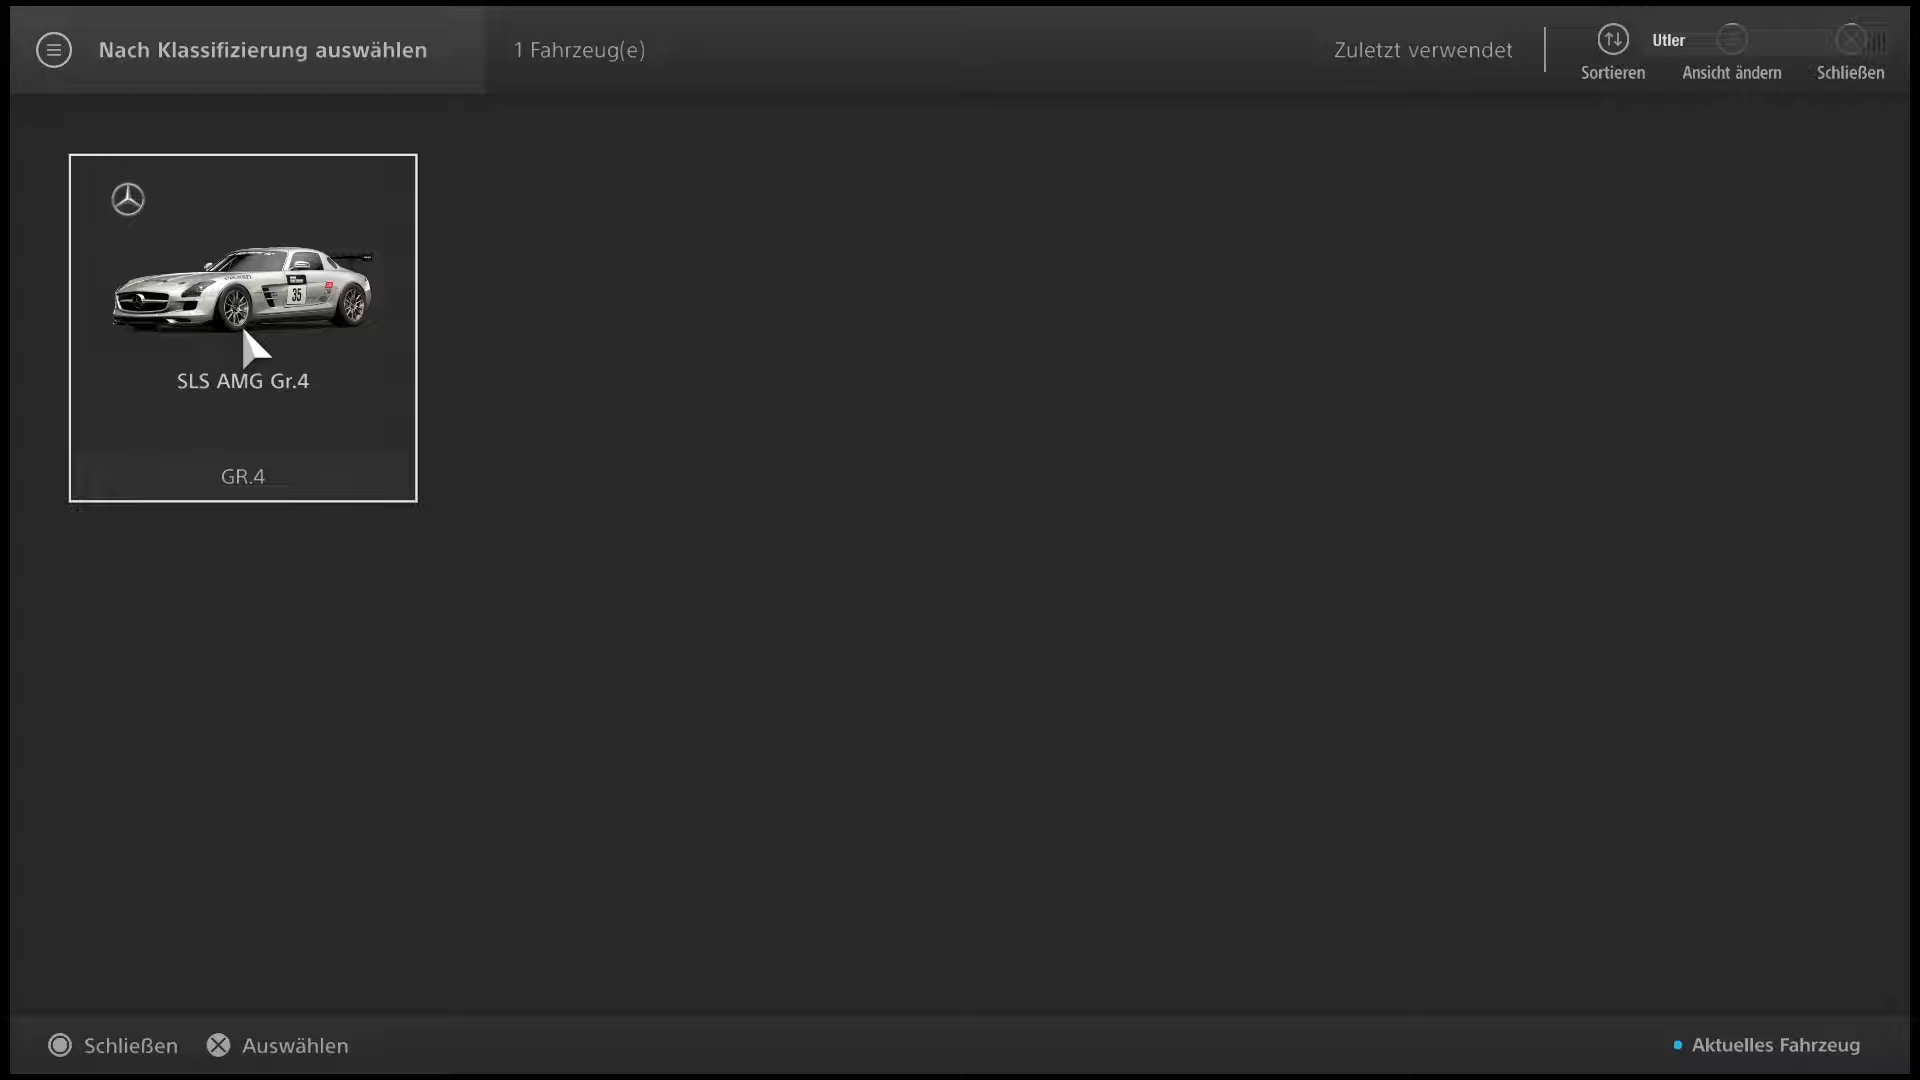 Nach Klassifizierung auswählen
1 Fahrzeug(e)
Zuletzt verwendet
Utler
Sortieren
Ansicht ändern
Schließen
35
SLS AMG Gr.4
GR.4
Schließen
Auswählen
Aktuelles Fahrzeug